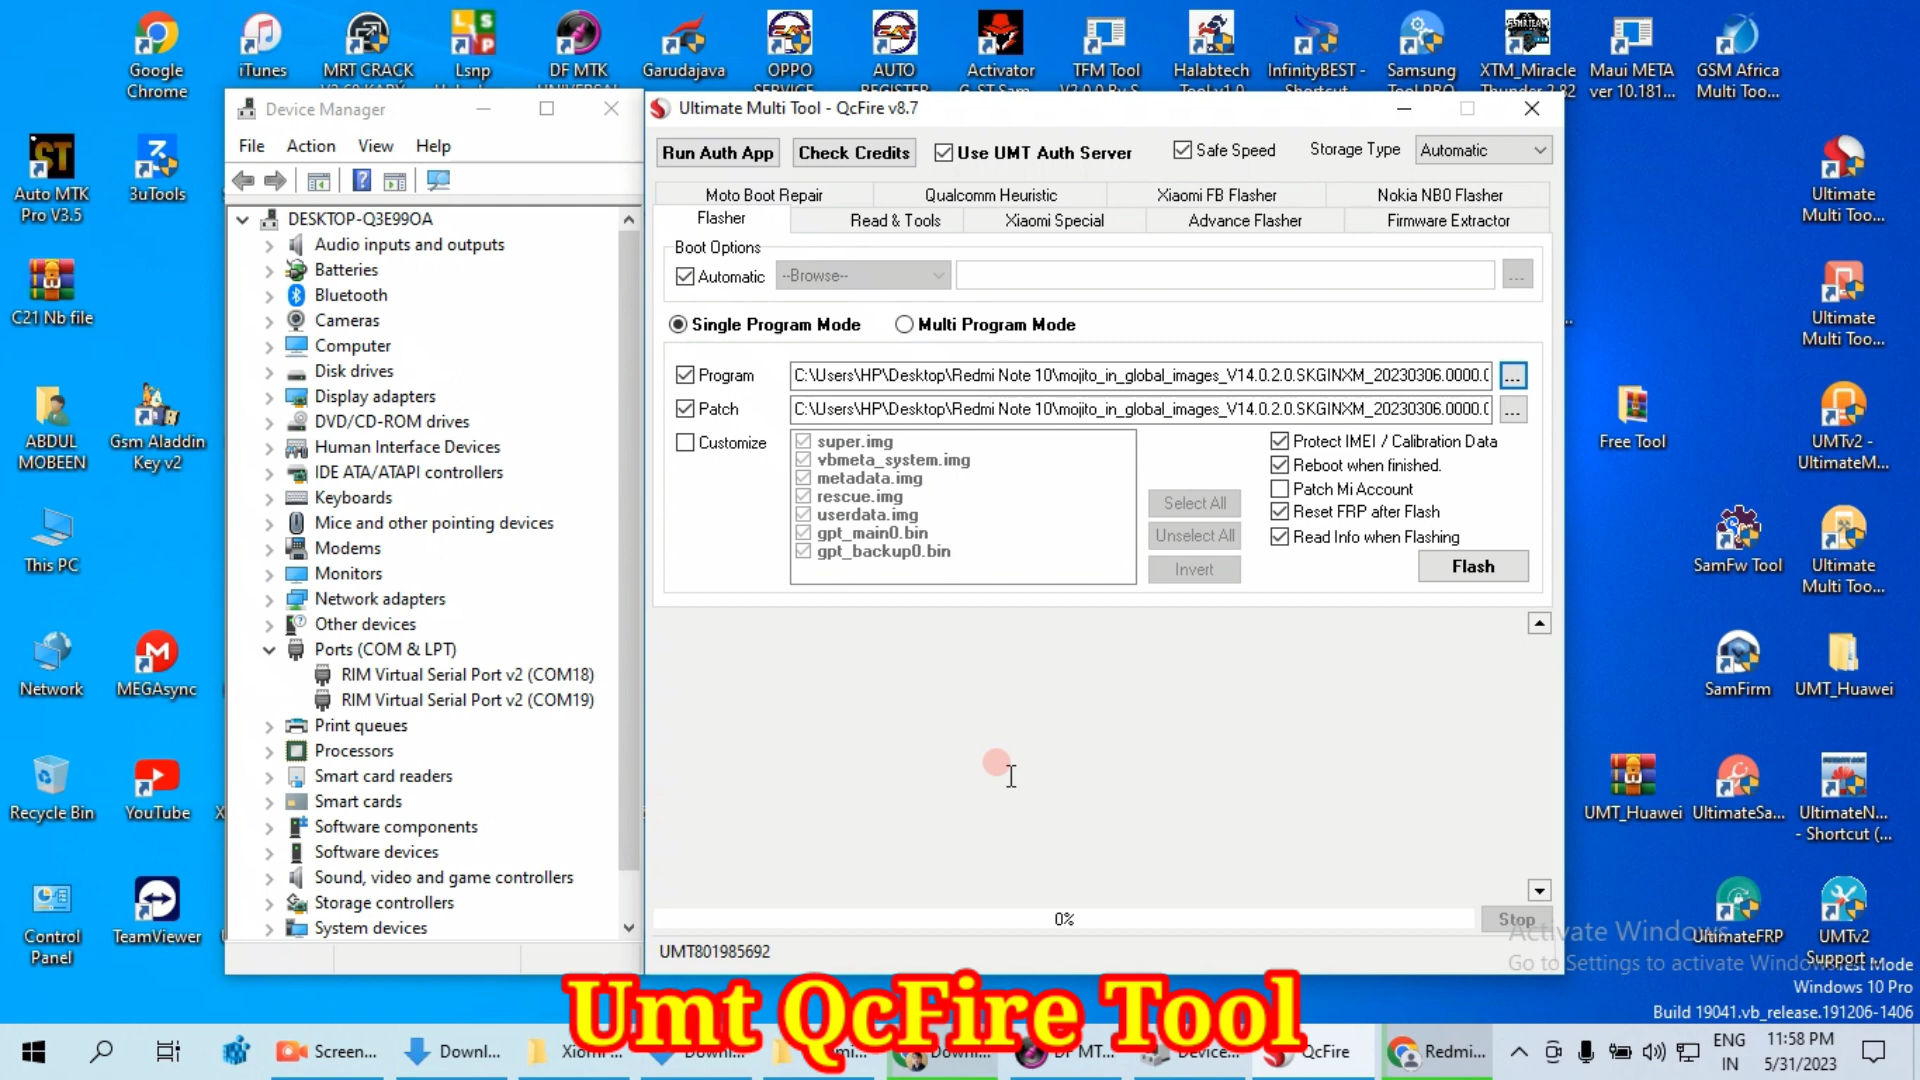 Google
Chrome
iTunes
MRT CRACK
Lsnp
DF MTK
Garudajava
OPPO
AUTO
Activator
TFM Tool
Halabtech
InfinityBEST -
Samsung
XTM_Miracle
Maui META
ver 10.181...
GSM Africa
Multi Too...
Auto MTK
Pro V3.5
3uTools
C21 Nb file
ABDUL
MOBEEN
Gsm Aladdin
Key v2
This PC
Network
MEGAsync
Recycle Bin
YouTube
Control
Panel
TeamViewer
Device Manager
File Action View Help
DESKTOP-Q3E99OA
Audio inputs and outputs
Batteries
Bluetooth
Cameras
Computer
Disk drives
Display adapters
DVD/CD-ROM drives
Human Interface Devices
IDE ATA/ATAPI controllers
Keyboards
Mice and other pointing devices
Modems
Monitors
Network adapters
Other devices
Ports (COM & LPT)
RIM Virtual Serial Port v2 (COM18)
RIM Virtual Serial Port v2 (COM19)
Print queues
Processors
Smart card readers
Smart cards
Software components
Software devices
Sound, video and game controllers
Storage controllers
System devices
Ultimate Multi Tool - QcFire v8.7
Run Auth App Check Credits Use UMT Auth Server Safe Speed Storage Type Automatic
Moto Boot Repair Qualcomm Heuristic Xiaomi FB Flasher Nokia NB0 Flasher
Flasher Read & Tools Xiaomi Special Advance Flasher Firmware Extractor
Boot Options
Automatic --Browse-- ...
Single Program Mode Multi Program Mode
Program C:\Users\HP\Desktop\Redmi Note 10\mojito_in_global_images_V14.0.2.0.SKGINXM_20230306.0000.0 ...
Patch C:\Users\HP\Desktop\Redmi Note 10\mojito_in_global_images_V14.0.2.0.SKGINXM_20230306.0000.0 ...
Customize
super.img
vbmeta_system.img
metadata.img
rescue.img
userdata.img
gpt_main0.bin
gpt_backup0.bin
Select All
Unselect All
Invert
Protect IMEI / Calibration Data
Reboot when finished.
Patch Mi Account
Reset FRP after Flash
Read Info when Flashing
Flash
0%
Stop
UMT801985692
Ultimate
Multi Too...
Ultimate
Multi Too...
Free Tool
UMTv2 -
UltimateM...
SamFw Tool
Ultimate
Multi Too...
SamFirm
UMT_Huawei
UMT_Huawei
UltimateSa...
UltimateN...
- Shortcut (...
UltimateFRP
UMTv2
Support
Activate Windows
Go to Settings to activate Windows
Test Mode
Windows 10 Pro
Build 19041.vb_release.191206-1406
Umt QcFire Tool
Screen...
Downl...
QcFire
Redmi...
ENG
IN
11:58 PM
5/31/2023